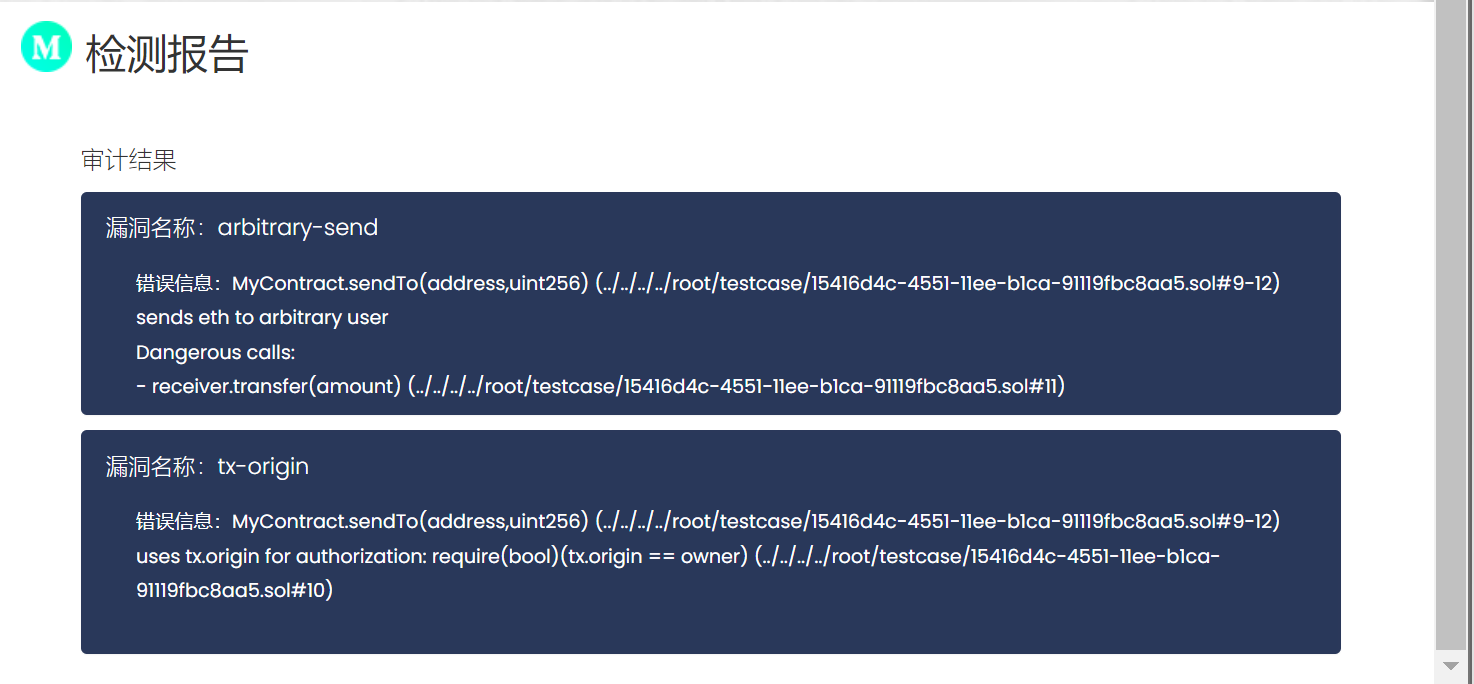 M 检测报告
审计结果
漏洞名称：arbitrary-send
错误信息：MyContract.sendTo(address,uint256) (../../../../root/testcase/15416d4c-4551-11ee-b1ca-91119fbc8aa5.sol#9-12)
sends eth to arbitrary user
Dangerous calls:
- receiver.transfer(amount) (../../../../root/testcase/15416d4c-4551-11ee-b1ca-91119fbc8aa5.sol#11)
漏洞名称：tx-origin
错误信息：MyContract.sendTo(address,uint256) (../../../../root/testcase/15416d4c-4551-11ee-b1ca-91119fbc8aa5.sol#9-12)
uses tx.origin for authorization: require(bool)(tx.origin == owner) (../../../../root/testcase/15416d4c-4551-11ee-b1ca-
91119fbc8aa5.sol#10)